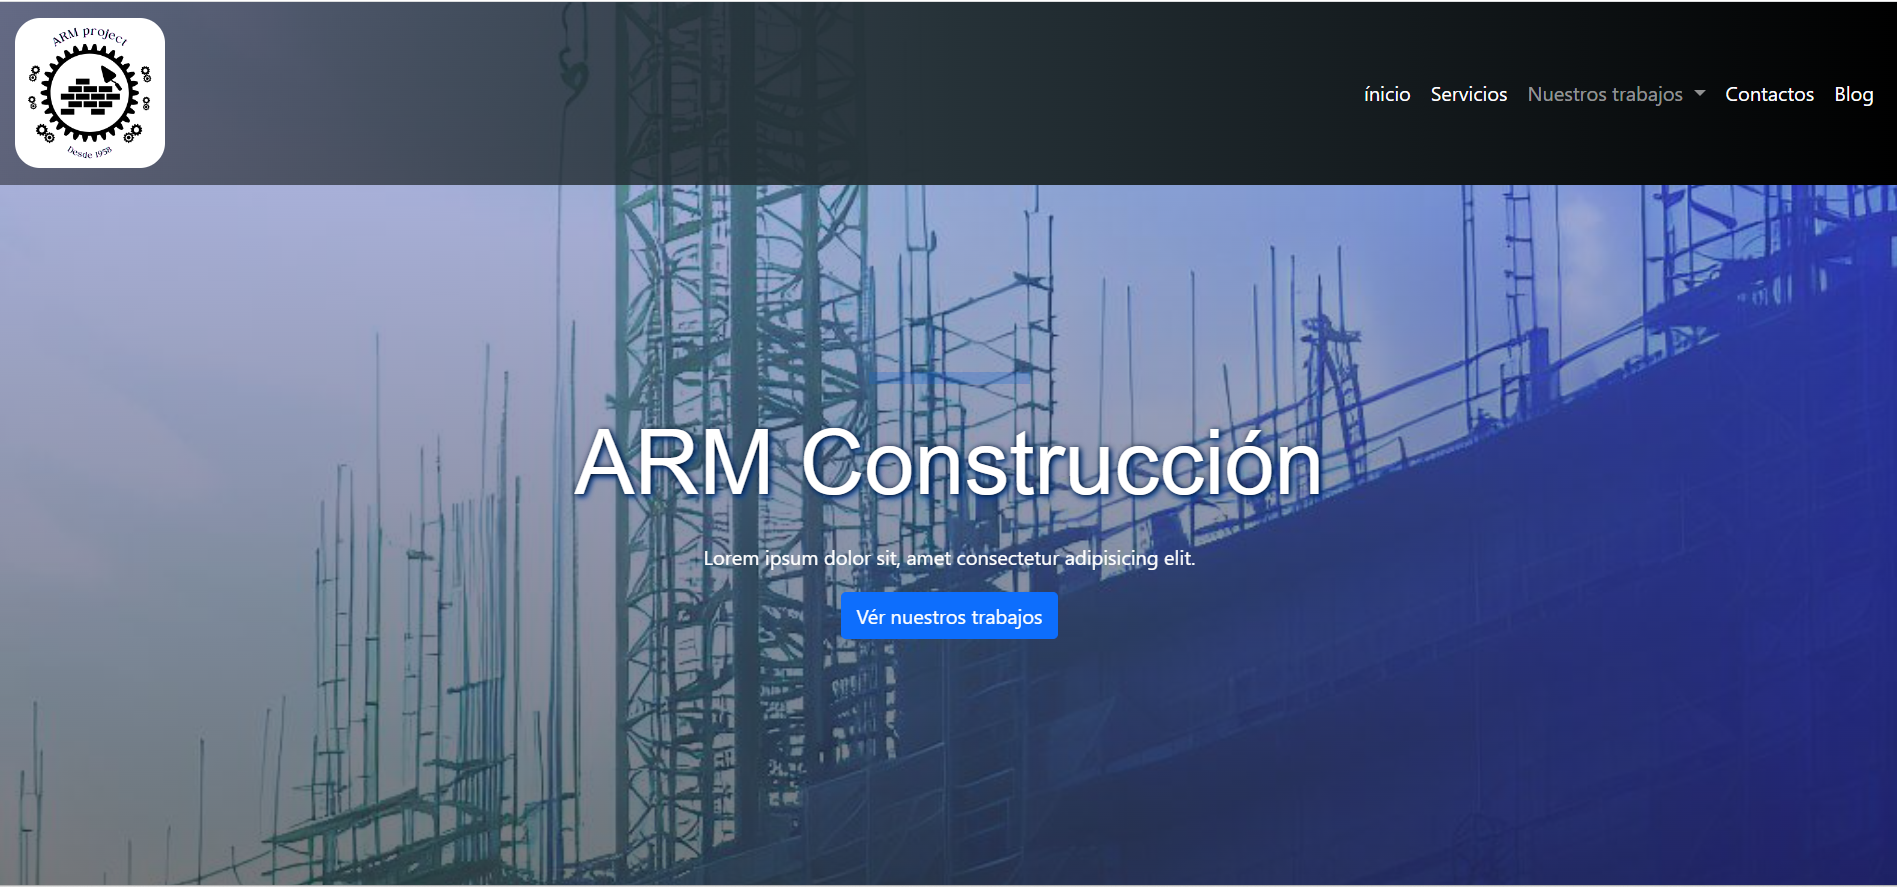 ARM project
Desde 1958
ínicio Servicios Nuestros trabajos Contactos Blog
ARM Construcción
Lorem ipsum dolor sit, amet consectetur adipisicing elit.
Vér nuestros trabajos